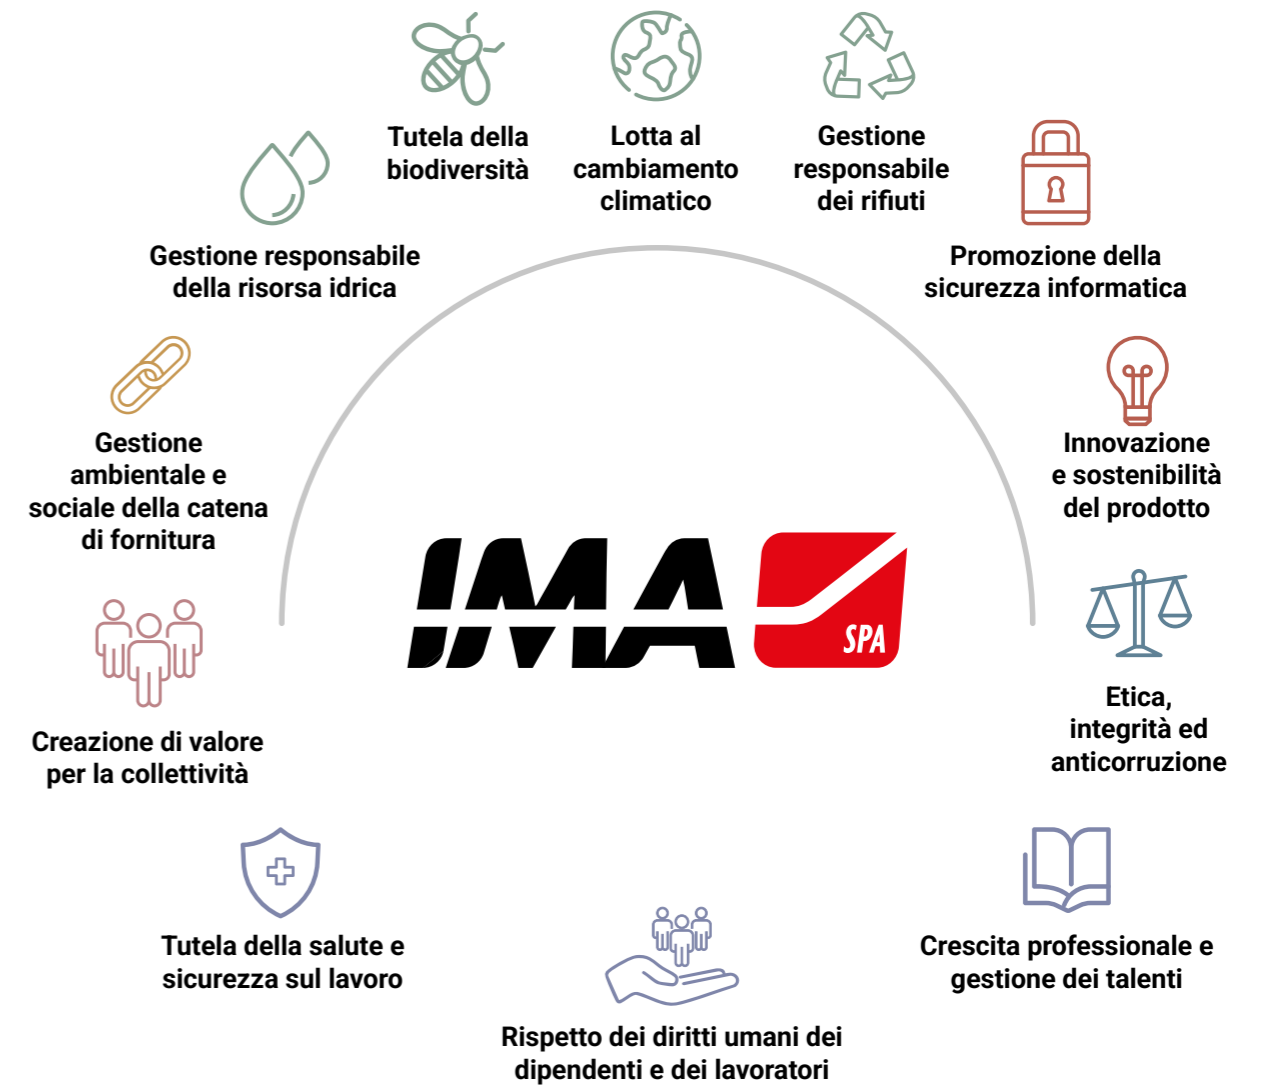 Tutela della
biodiversità
Lotta al
cambiamento
climatico
Gestione
responsabile
dei rifiuti
Gestione responsabile
della risorsa idrica
Promozione della
sicurezza informatica
Gestione
ambientale e
sociale della catena
di fornitura
Innovazione
e sostenibilità
del prodotto
IMA
SPA
Creazione di valore
per la collettività
Etica,
integrità ed
anticorruzione
Tutela della salute e
sicurezza sul lavoro
Crescita professionale e
gestione dei talenti
Rispetto dei diritti umani dei
dipendenti e dei lavoratori